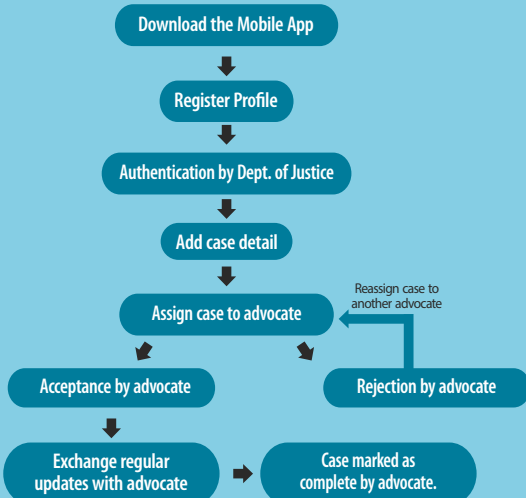 Download the Mobile App
Register Profile
Authentication by Dept. of Justice
Add case detail
Reassign case to
another advocate
Assign case to advocate
Acceptance by advocate
Rejection by advocate
Exchange regular
updates with advocate
Case marked as
complete by advocate.